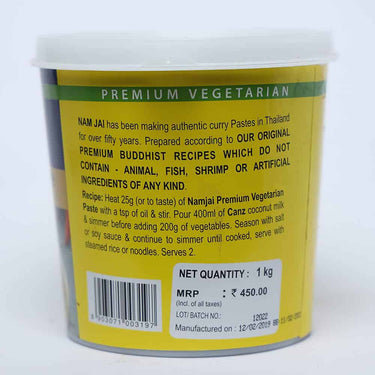 PREMIUM VEGETARIAN
NAM JAI has been making authentic curry Pastes in Thailand
for over fifty years. Prepared according to OUR ORIGINAL
PREMIUM BUDDHIST RECIPES WHICH DO NOT
CONTAIN - ANIMAL, FISH, SHRIMP OR ARTIFICIAL
INGREDIENTS OF ANY KIND.
Recipe: Heat 25g (or to taste) of Namjai Premium Vegetarian
Paste with a tsp of oil & stir. Pour 400ml of Canz coconut milk
& simmer before adding 200g of vegetables. Season with salt
or soy sauce & continue to simmer until cooked, serve with
steamed rice or noodles. Serves 2.
NET QUANTITY : 1 kg
MRP : ₹ 450.00
(Incl. of all taxes)
LOT/ BATCH NO.: 12022
Manufactured on : 12/02/2019